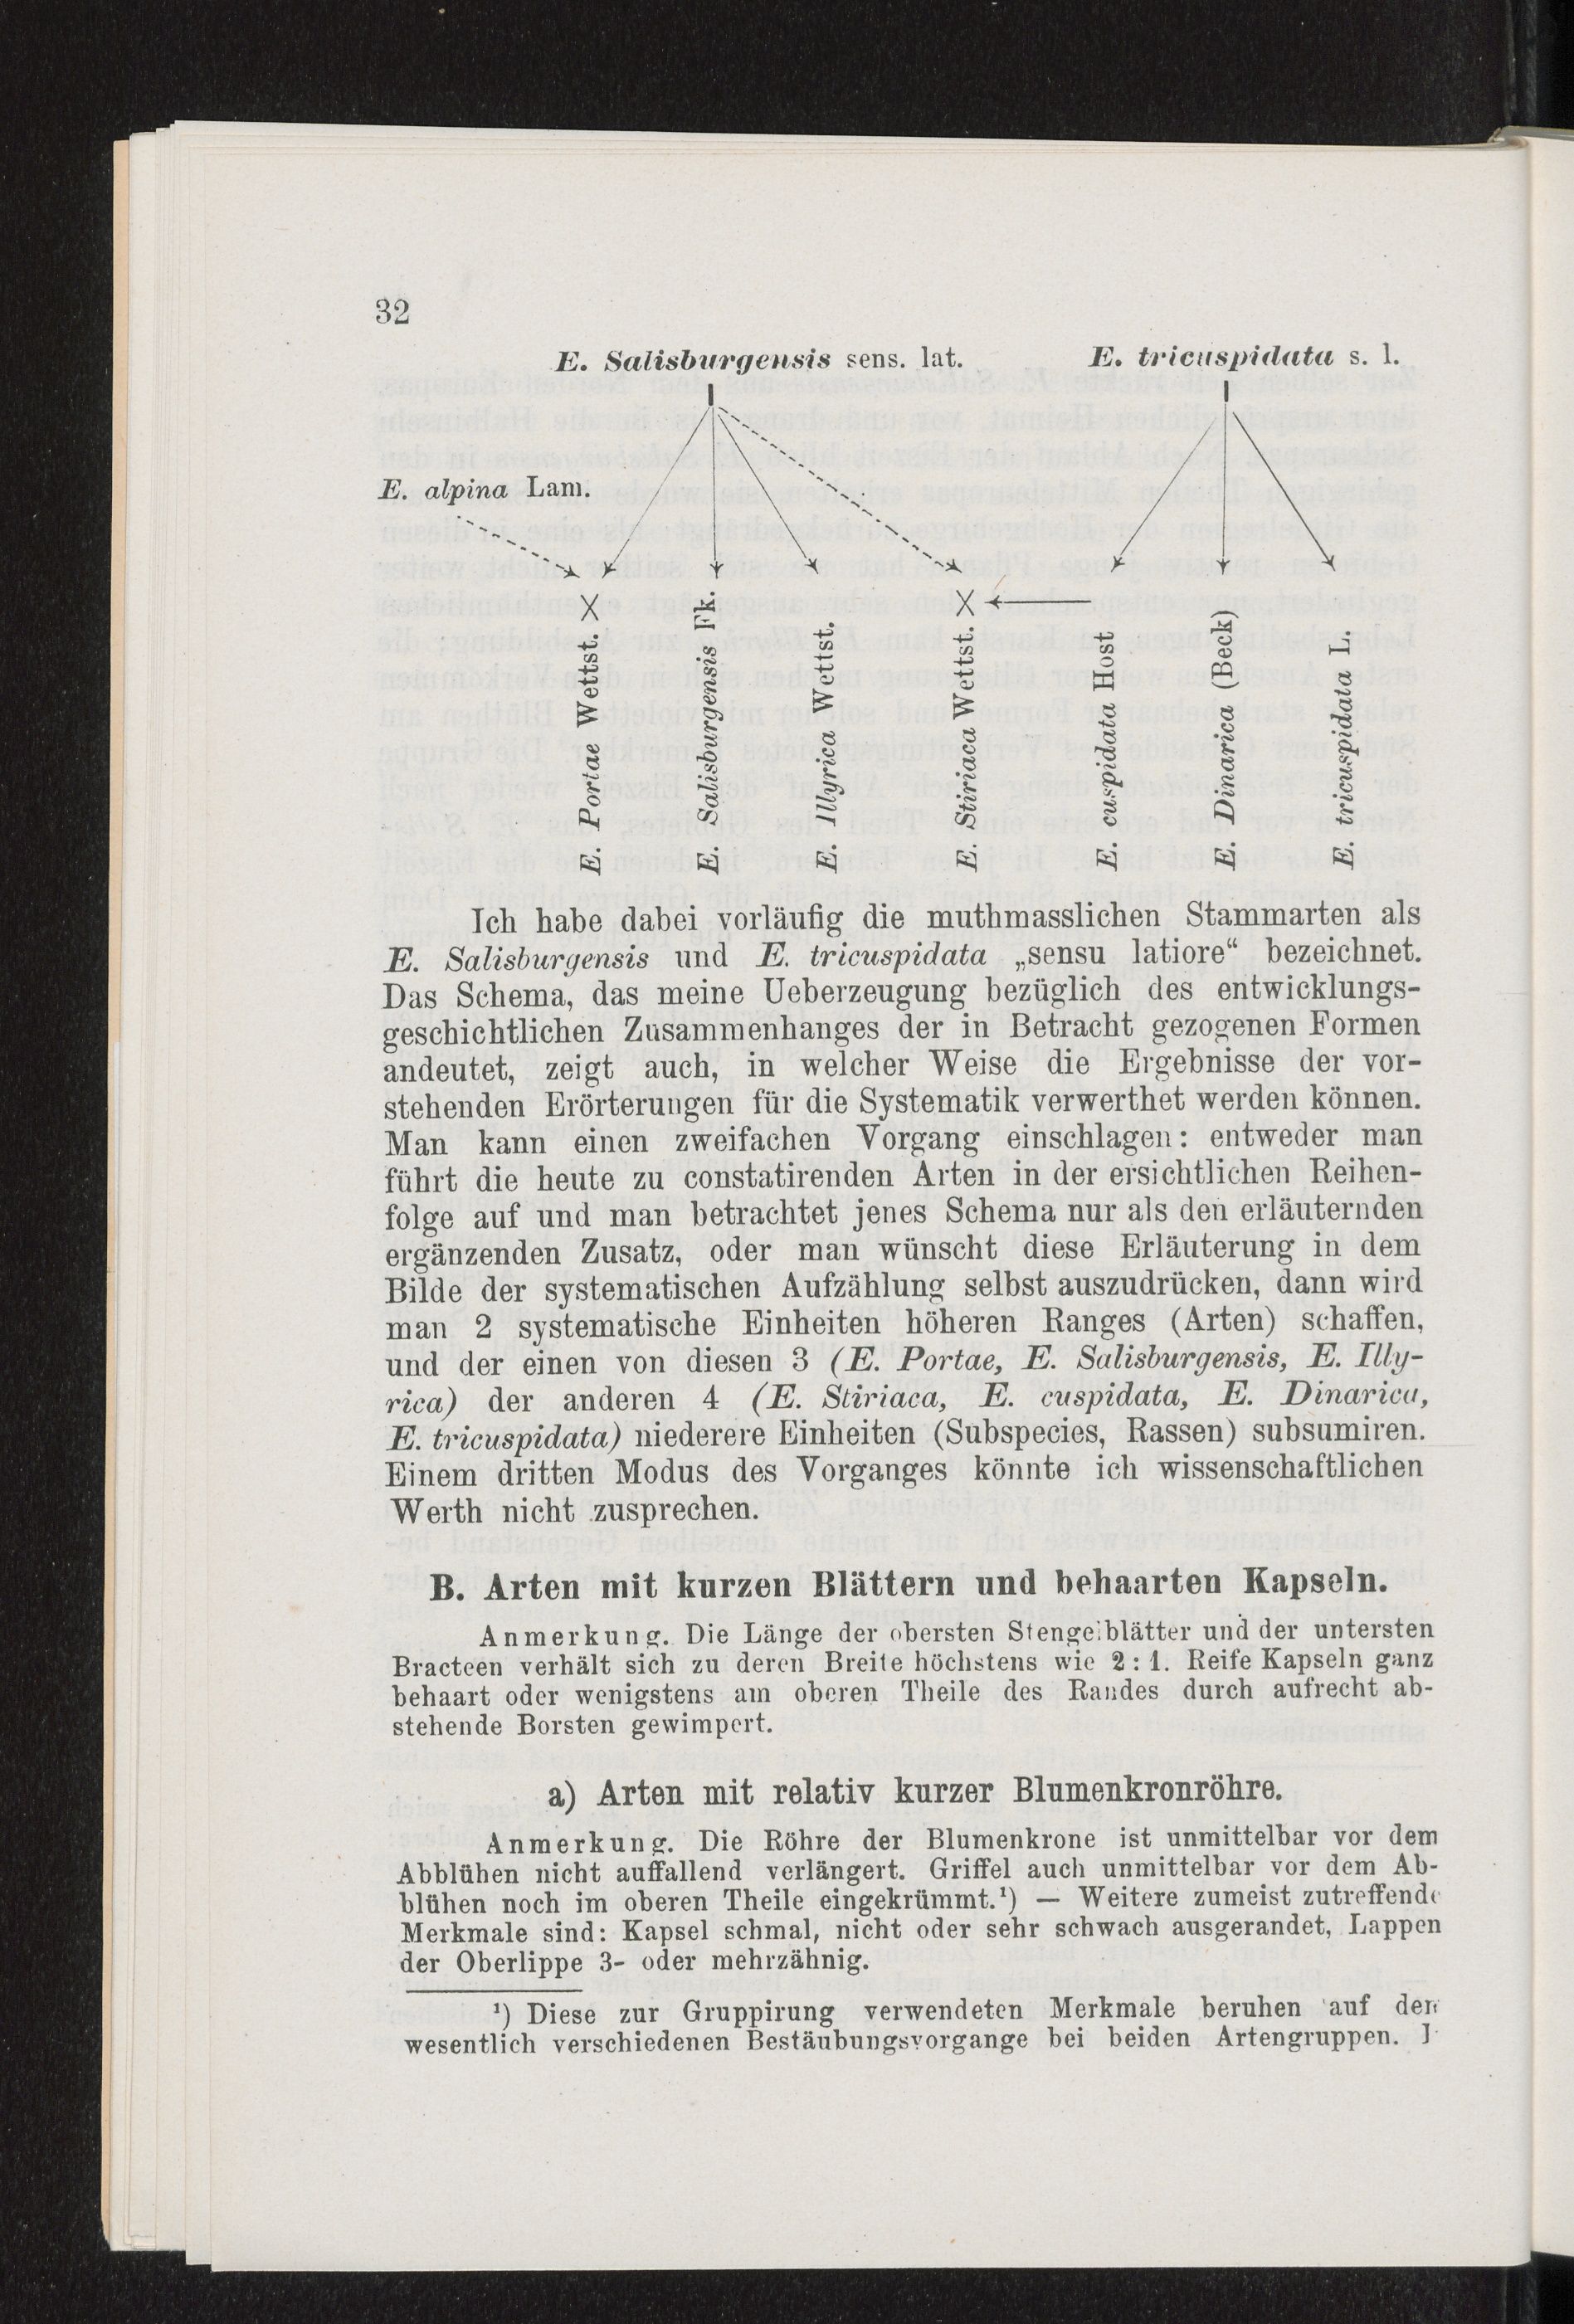 32
E. Salisburgensis sens. lat.
E. tricuspidata s. l.
E. alpina Lam.
E. Portae Wettst. ×
E. Salisburgensis Fk.
E. Illyrica Wettst.
E. Stiriaca Wettst. ×
E. cuspidata Host
E. Dinarica (Beck)
E. tricuspidata L.
Ich habe dabei vorläufig die muthmasslichen Stammarten als
E. Salisburgensis und E. tricuspidata „sensu latiore“ bezeichnet.
Das Schema, das meine Ueberzeugung bezüglich des entwicklungs-
geschichtlichen Zusammenhanges der in Betracht gezogenen Formen
andeutet, zeigt auch, in welcher Weise die Ergebnisse der vor-
stehenden Erörterungen für die Systematik verwerthet werden können.
Man kann einen zweifachen Vorgang einschlagen: entweder man
führt die heute zu constatirenden Arten in der ersichtlichen Reihen-
folge auf und man betrachtet jenes Schema nur als den erläuternden
ergänzenden Zusatz, oder man wünscht diese Erläuterung in dem
Bilde der systematischen Aufzählung selbst auszudrücken, dann wird
man 2 systematische Einheiten höheren Ranges (Arten) schaffen,
und der einen von diesen 3 (E. Portae, E. Salisburgensis, E. Illy-
rica) der anderen 4 (E. Stiriaca, E. cuspidata, E. Dinarica,
E. tricuspidata) niederere Einheiten (Subspecies, Rassen) subsumiren.
Einem dritten Modus des Vorganges könnte ich wissenschaftlichen
Werth nicht zusprechen.
B. Arten mit kurzen Blättern und behaarten Kapseln.
Anmerkung. Die Länge der obersten Stengelblätter und der untersten
Bracteen verhält sich zu deren Breite höchstens wie 2 : 1. Reife Kapseln ganz
behaart oder wenigstens am oberen Theile des Randes durch aufrecht ab-
stehende Borsten gewimpert.
a) Arten mit relativ kurzer Blumenkronröhre.
Anmerkung. Die Röhre der Blumenkrone ist unmittelbar vor dem
Abblühen nicht auffallend verlängert. Griffel auch unmittelbar vor dem Ab-
blühen noch im oberen Theile eingekrümmt.¹) — Weitere zumeist zutreffende
Merkmale sind: Kapsel schmal, nicht oder sehr schwach ausgerandet, Lappen
der Oberlippe 3- oder mehrzähnig.
¹) Diese zur Gruppirung verwendeten Merkmale beruhen auf den
wesentlich verschiedenen Bestäubungsvorgange bei beiden Artengruppen.